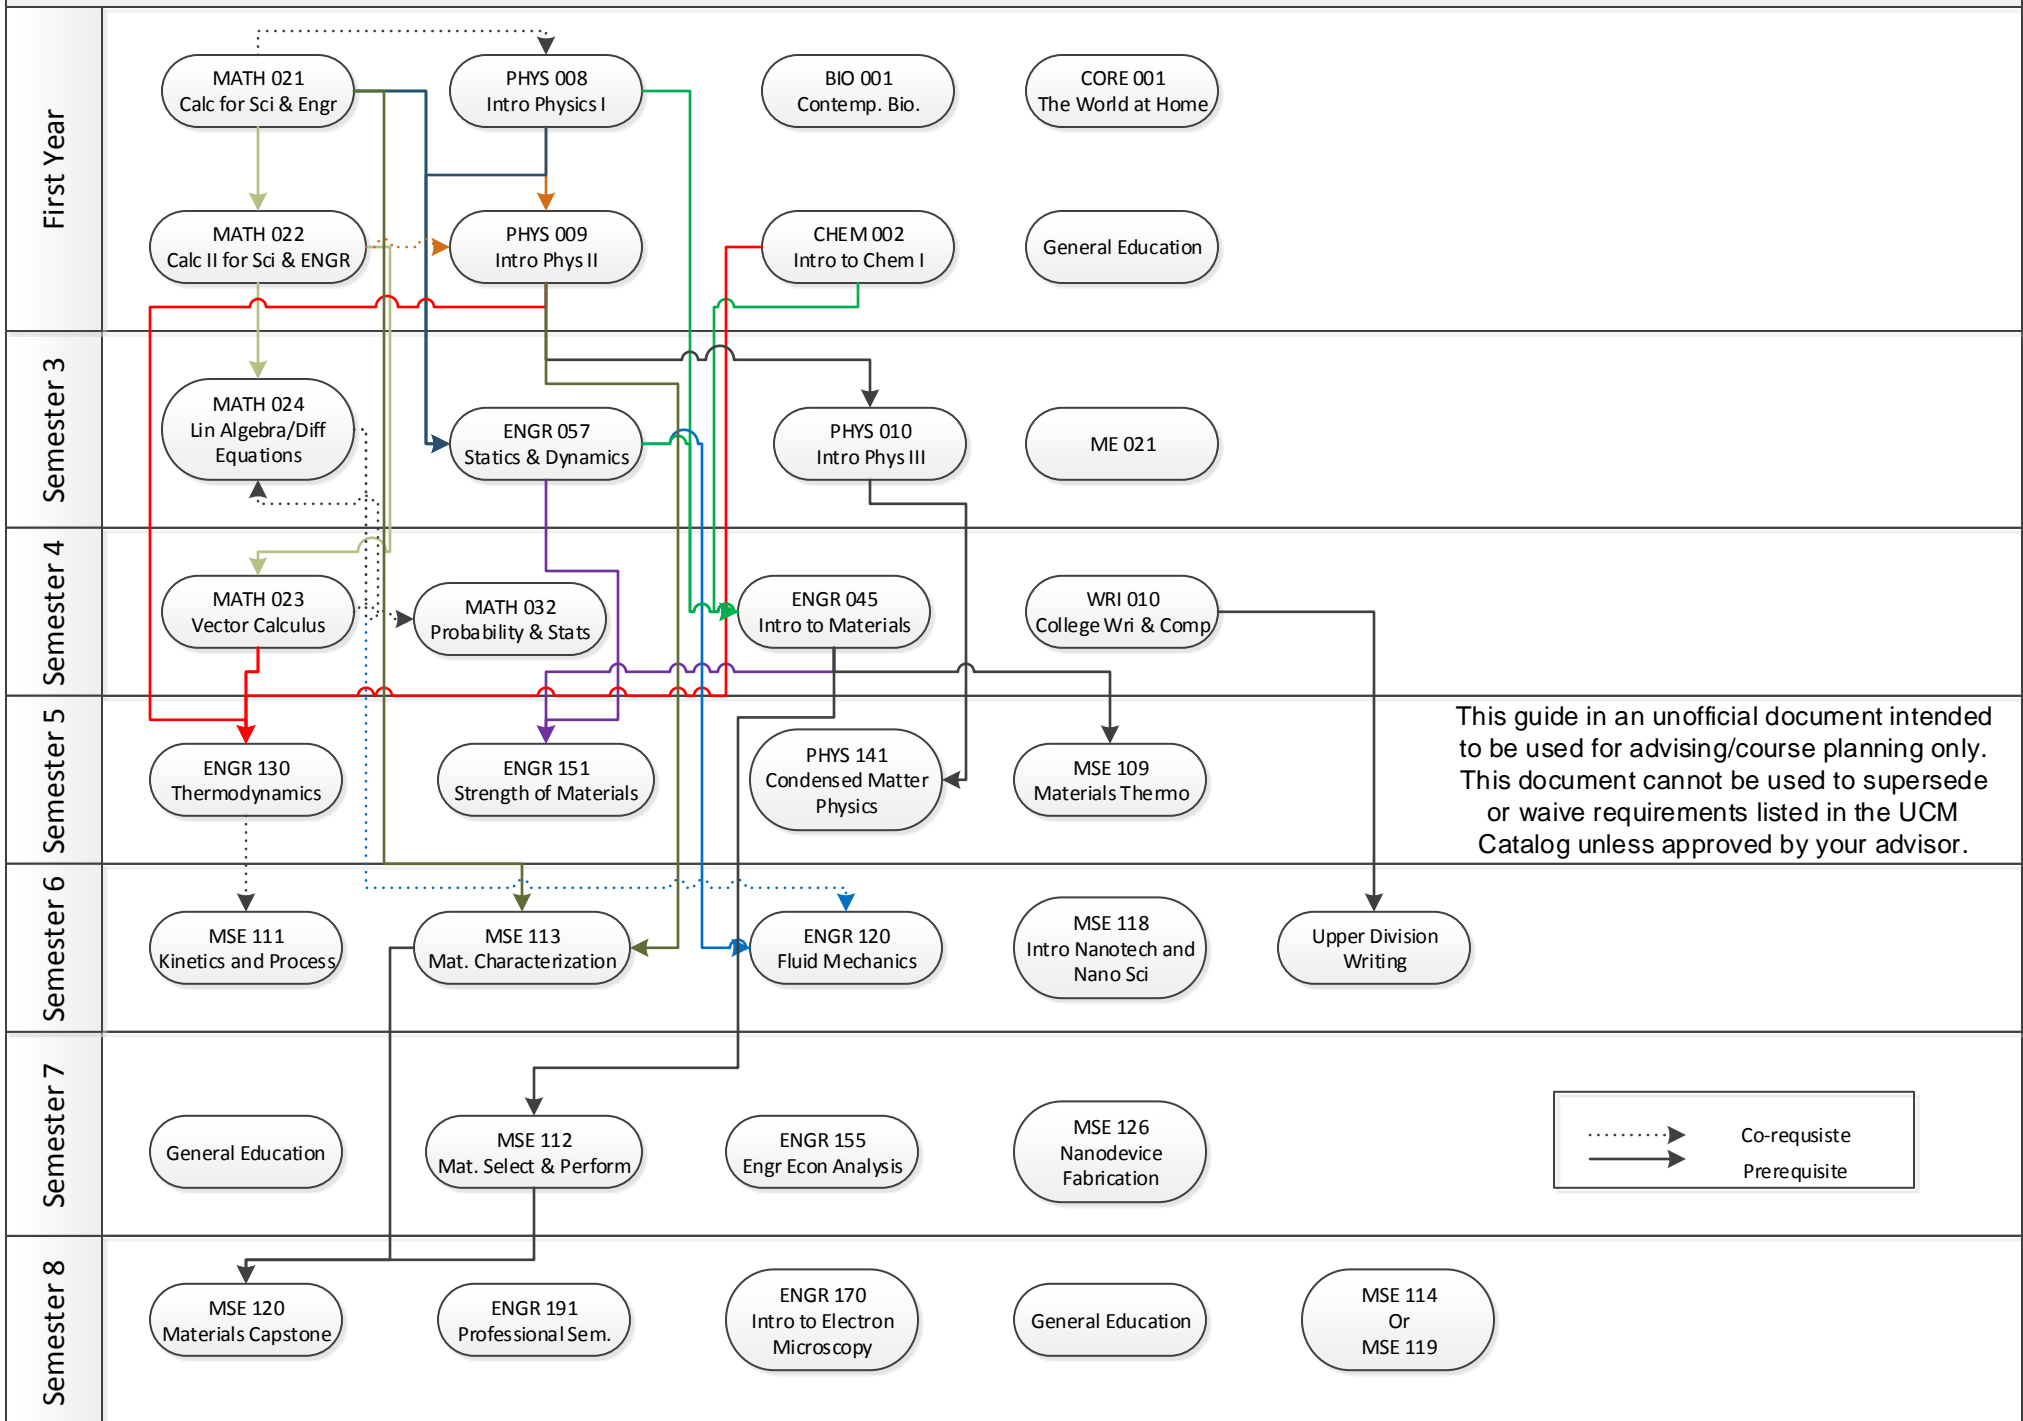 First Year
MATH 021
Calc for Sci & Engr
PHYS 008
Intro Physics I
BIO 001
Contemp. Bio.
CORE 001
The World at Home
MATH 022
Calc II for Sci & ENGR
PHYS 009
Intro Phys II
CHEM 002
Intro to Chem I
General Education
Semester 3
MATH 024
Lin Algebra/Diff
Equations
ENGR 057
Statics & Dynamics
PHYS 010
Intro Phys III
ME 021
Semester 4
MATH 023
Vector Calculus
MATH 032
Probability & Stats
ENGR 045
Intro to Materials
WRI 010
College Wri & Comp
Semester 5
ENGR 130
Thermodynamics
ENGR 151
Strength of Materials
PHYS 141
Condensed Matter
Physics
MSE 109
Materials Thermo
This guide in an unofficial document intended
to be used for advising/course planning only.
This document cannot be used to supersede
or waive requirements listed in the UCM
Catalog unless approved by your advisor.
Semester 6
MSE 111
Kinetics and Process
MSE 113
Mat. Characterization
ENGR 120
Fluid Mechanics
MSE 118
Intro Nanotech and
Nano Sci
Upper Division
Writing
Semester 7
General Education
MSE 112
Mat. Select & Perform
ENGR 155
Engr Econ Analysis
MSE 126
Nanodevice
Fabrication
Co-requsiste
Prerequisite
Semester 8
MSE 120
Materials Capstone
ENGR 191
Professional Sem.
ENGR 170
Intro to Electron
Microscopy
General Education
MSE 114
Or
MSE 119